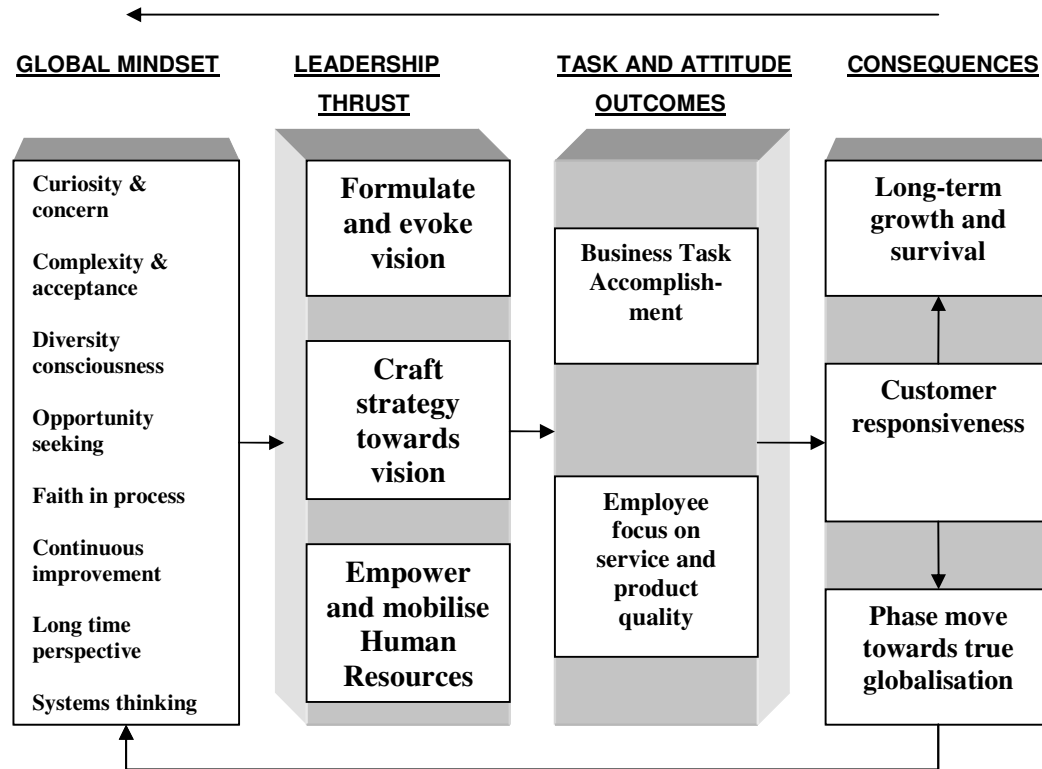 GLOBAL MINDSET
Curiosity &
concern
Complexity &
acceptance
Diversity
consciousness
Opportunity
seeking
Faith in process
Continuous
improvement
Long time
perspective
Systems thinking
LEADERSHIP
THRUST
Formulate
and evoke
vision
Craft
strategy
towards
vision
Empower
and mobilise
Human
Resources
TASK AND ATTITUDE
OUTCOMES
Business Task
Accomplish-
ment
Employee
focus on
service and
product
quality
CONSEQUENCES
Long-term
growth and
survival
Customer
responsiveness
Phase move
towards true
globalisation